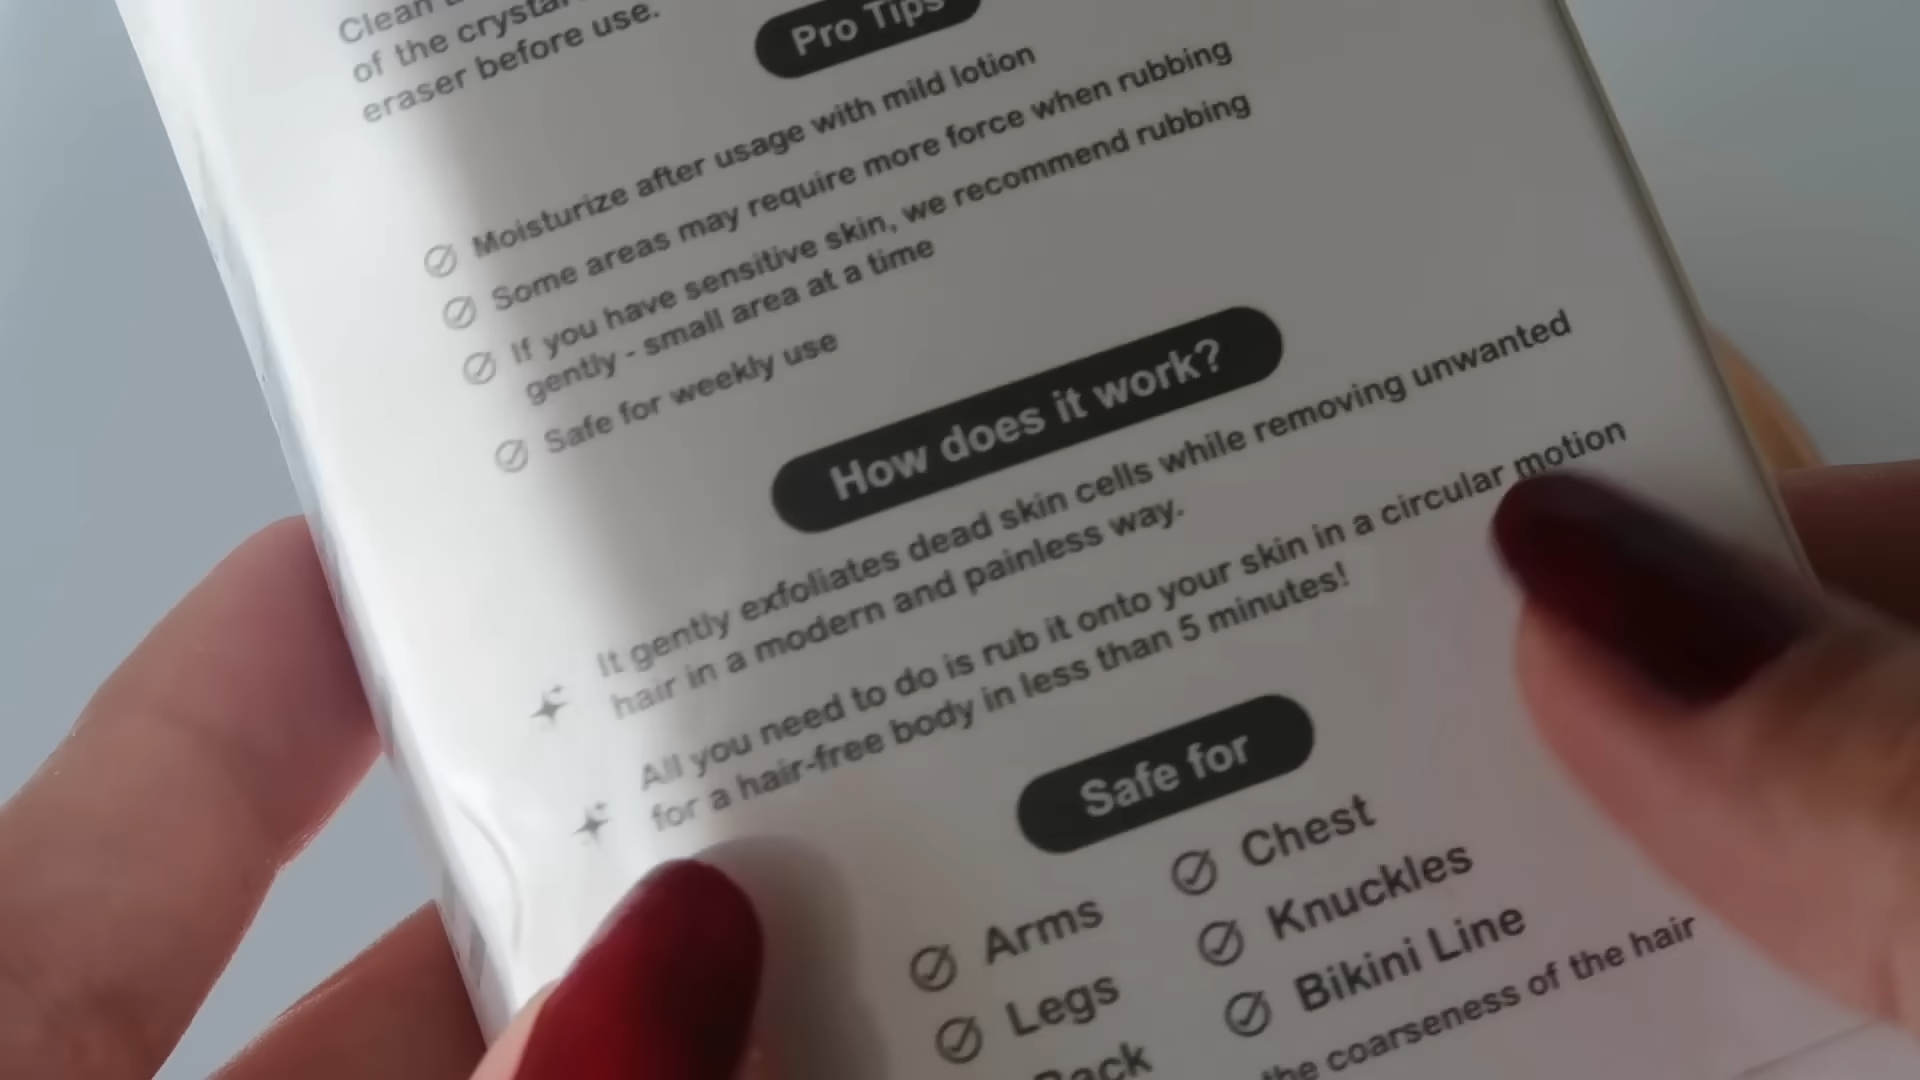 Clean
of the crystal
eraser before use.
Pro Tips
Moisturize after usage with mild lotion
Some areas may require more force when rubbing
If you have sensitive skin, we recommend rubbing
gently - small area at a time
Safe for weekly use
How does it work?
It gently exfoliates dead skin cells while removing unwanted
hair in a modern and painless way.
All you need to do is rub it onto your skin in a circular motion
for a hair-free body in less than 5 minutes!
Safe for
Arms
Chest
Legs
Knuckles
Back
Bikini Line
the coarseness of the hair